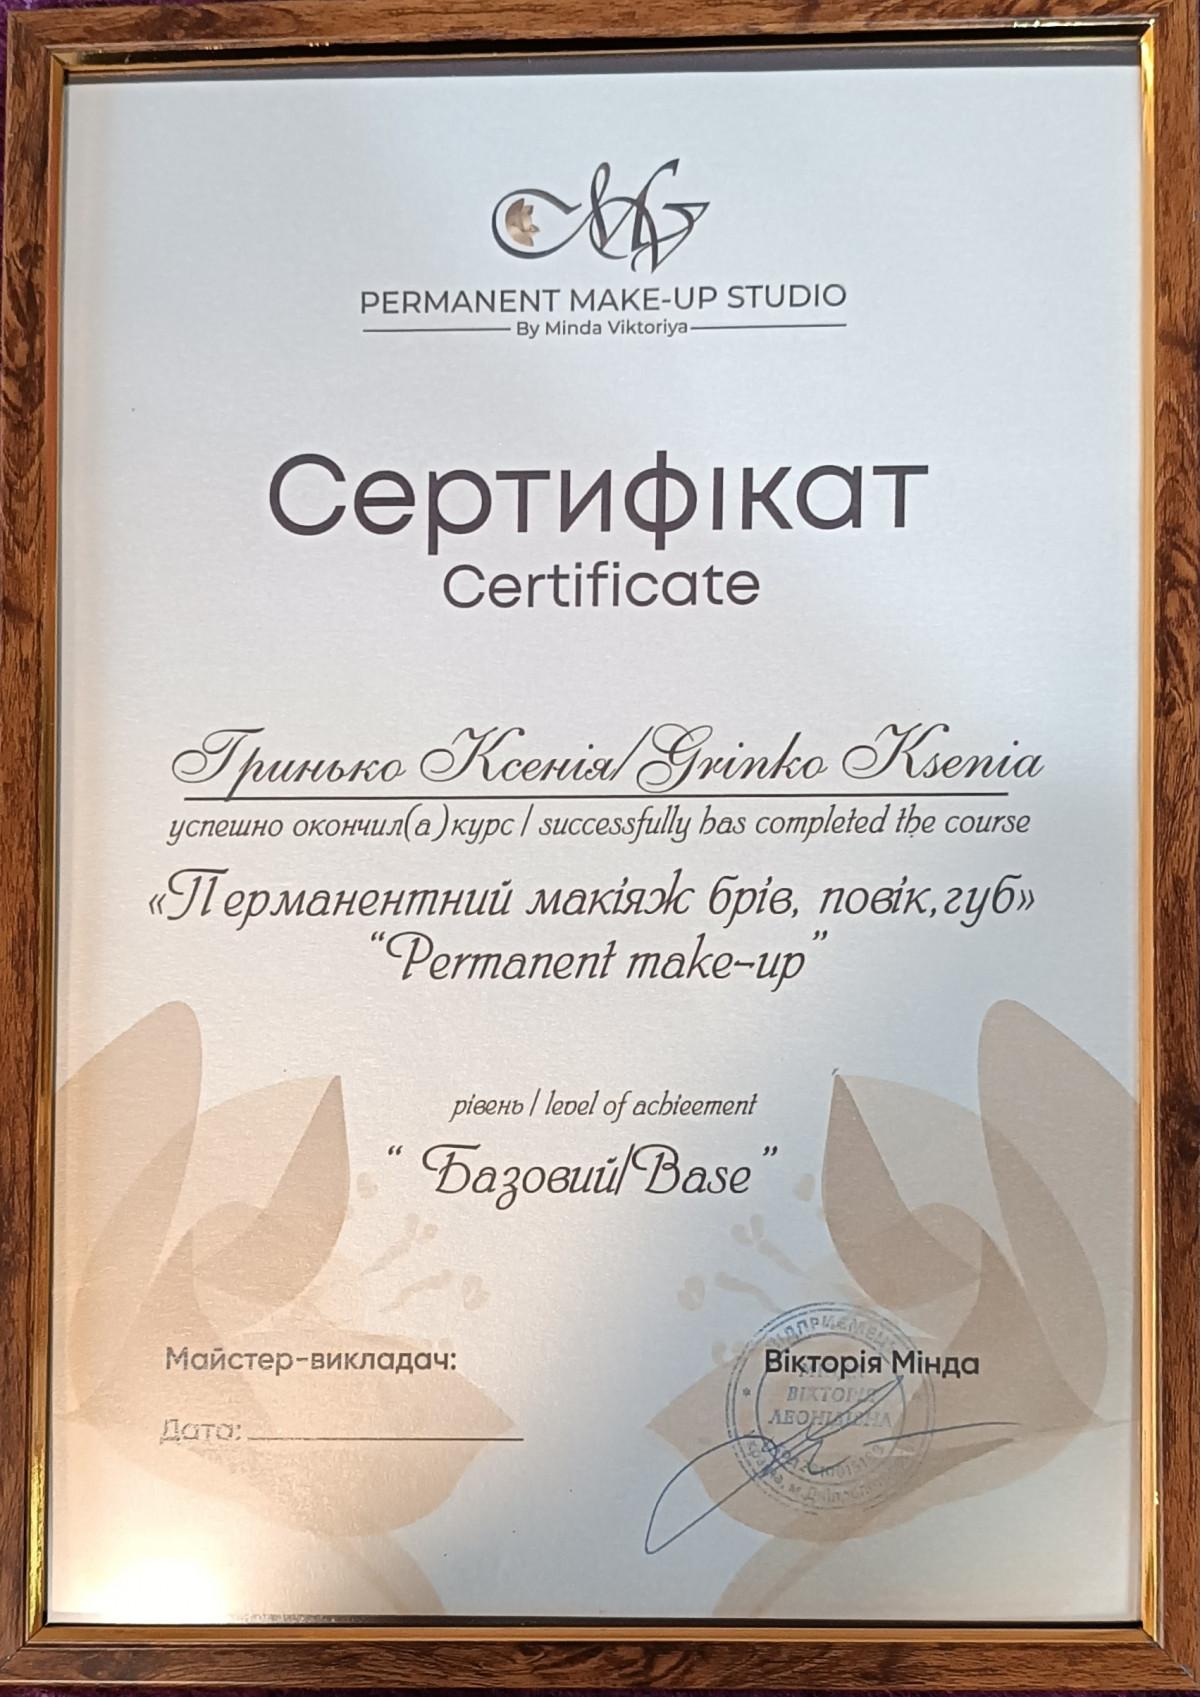 PERMANENT MAKE-UP STUDIO
By Minda Viktoriya
Сертифікат
Certificate
Гринько Ксенія/Grinko Ksenia
успешно окончил(а)курс / successfully has completed the course
«Перманентний макіяж брів, повік,губ»
“Permanent make-up”
рівень / level of achieement
“ Базовий/Base ”
Майстер-викладач:
Вікторія Мінда
ВІКТОРІЯ
ЛЕОНІДІВНА
Дата: